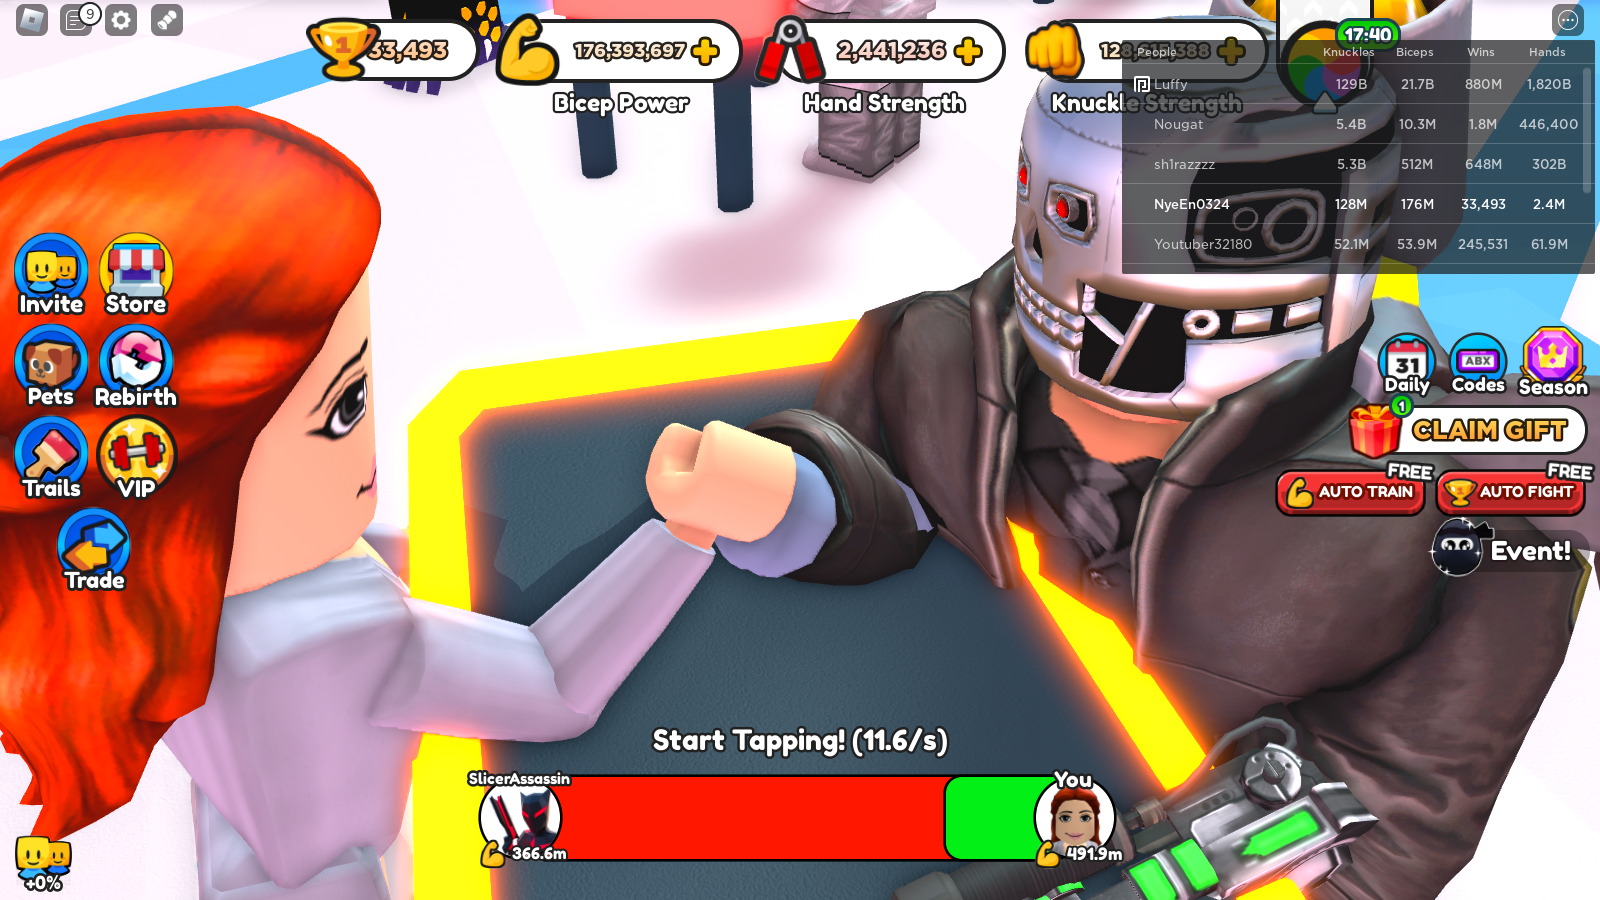 9
1
33,493
176,393,697
2,441,236
Bicep Power
Hand Strength
Knuckle Strength
17:40
People Knuckles Biceps Wins Hands
Luffy 129B 21.7B 880M 1,820B
Nougat 5.4B 10.3M 1.8M 446,400
sh1razzzz 5.3B 512M 648M 302B
NyeEn0324 128M 176M 33,493 2.4M
Youtuber32180 52.1M 53.9M 245,531 61.9M
Invite Store
Pets Rebirth
Trails VIP
Trade
31 ABX
Daily Codes Season
1
CLAIM GIFT
FREE FREE
AUTO TRAIN AUTO FIGHT
Event!
Start Tapping! (11.6/s)
SlicerAssassin You
366.6m 491.9m
+0%